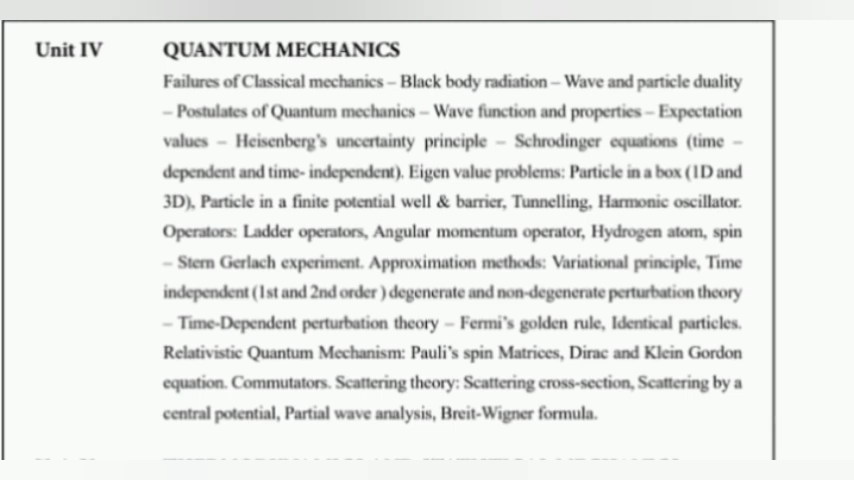 Unit IV QUANTUM MECHANICS
Failures of Classical mechanics – Black body radiation – Wave and particle duality
– Postulates of Quantum mechanics – Wave function and properties – Expectation
values – Heisenberg's uncertainty principle – Schrodinger equations (time –
dependent and time- independent). Eigen value problems: Particle in a box (1D and
3D), Particle in a finite potential well & barrier, Tunnelling, Harmonic oscillator.
Operators: Ladder operators, Angular momentum operator, Hydrogen atom, spin
– Stern Gerlach experiment. Approximation methods: Variational principle, Time
independent (1st and 2nd order ) degenerate and non-degenerate perturbation theory
– Time-Dependent perturbation theory – Fermi's golden rule, Identical particles.
Relativistic Quantum Mechanism: Pauli's spin Matrices, Dirac and Klein Gordon
equation. Commutators. Scattering theory: Scattering cross-section, Scattering by a
central potential, Partial wave analysis, Breit-Wigner formula.